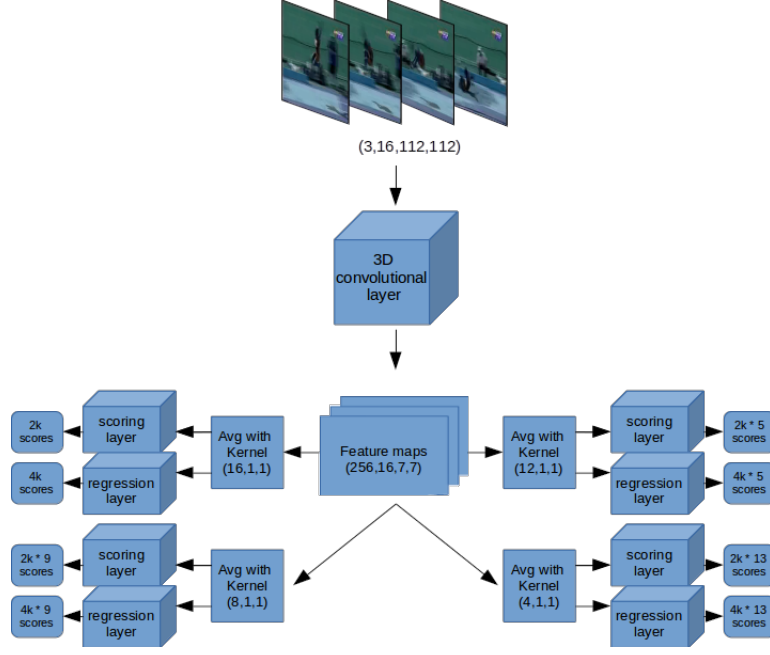 (3,16,112,112)
3D
convolutional
layer
Feature maps
(256,16,7,7)
Avg with
Kernel
(16,1,1)
scoring
layer
2k
scores
regression
layer
4k
scores
Avg with
Kernel
(12,1,1)
scoring
layer
2k * 5
scores
regression
layer
4k * 5
scores
Avg with
Kernel
(8,1,1)
scoring
layer
2k * 9
scores
regression
layer
4k * 9
scores
Avg with
Kernel
(4,1,1)
scoring
layer
2k * 13
scores
regression
layer
4k * 13
scores